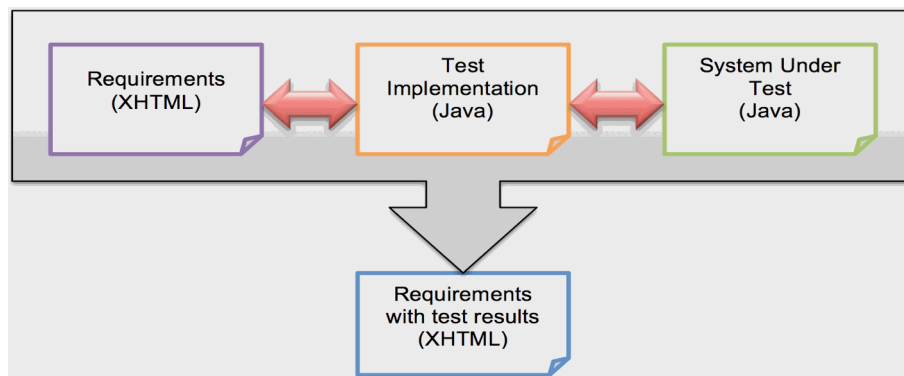 Requirements
(XHTML)
Test
Implementation
(Java)
System Under
Test
(Java)
Requirements
with test results
(XHTML)